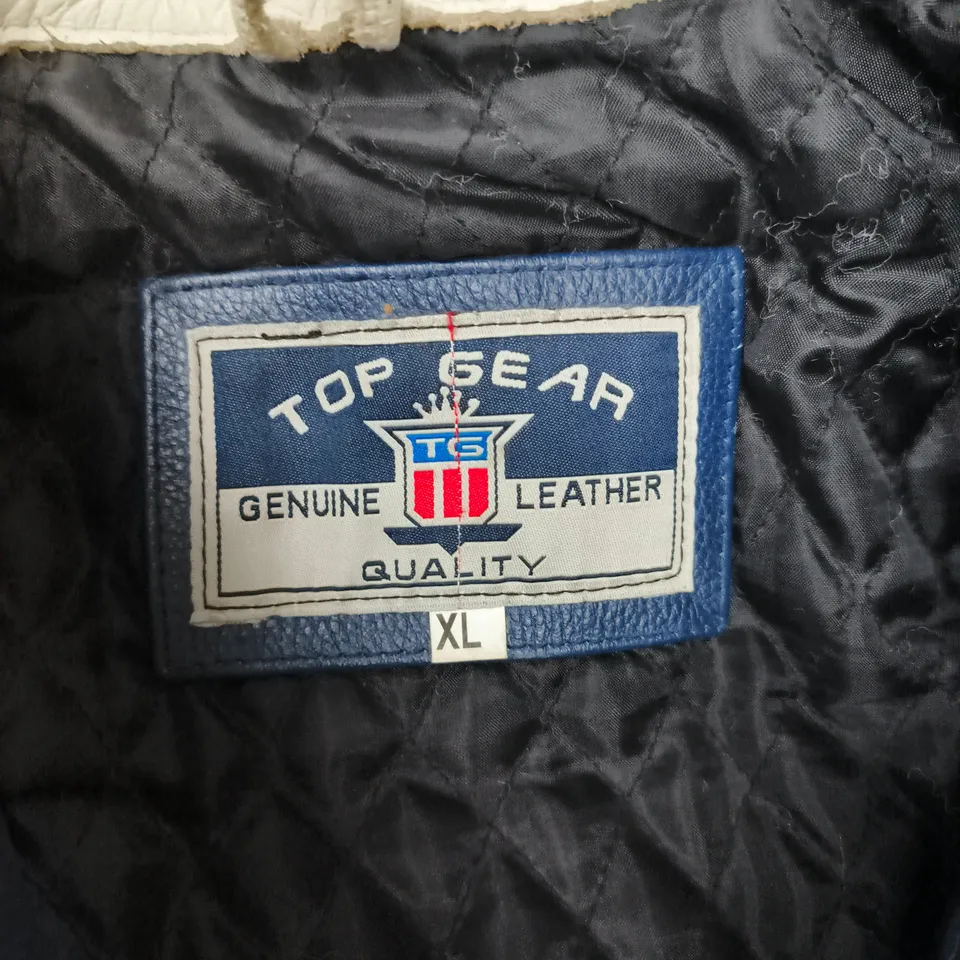 TOP GEAR
TG
GENUINE LEATHER
QUALITY
XL